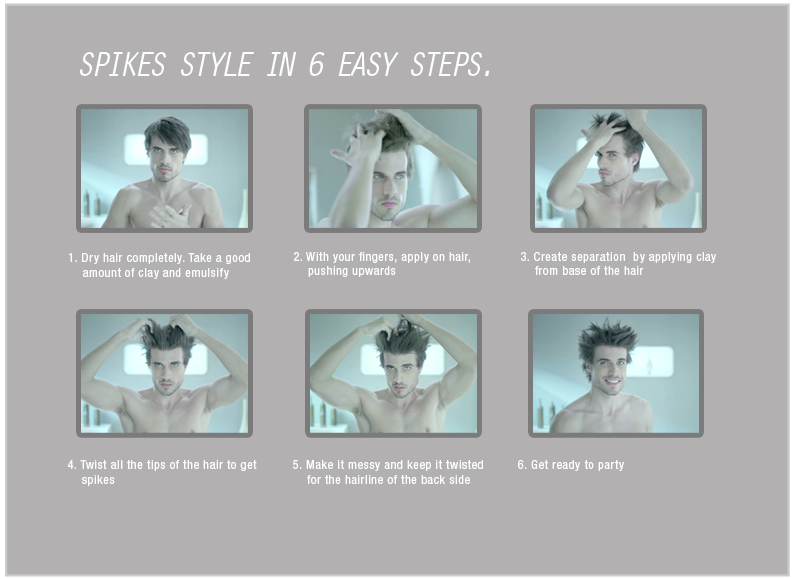 SPIKES STYLE IN 6 EASY STEPS.
1. Dry hair completely. Take a good
amount of clay and emulsify
2. With your fingers, apply on hair,
pushing upwards
3. Create separation by applying clay
from base of the hair
4. Twist all the tips of the hair to get
spikes
5. Make it messy and keep it twisted
for the hairline of the back side
6. Get ready to party